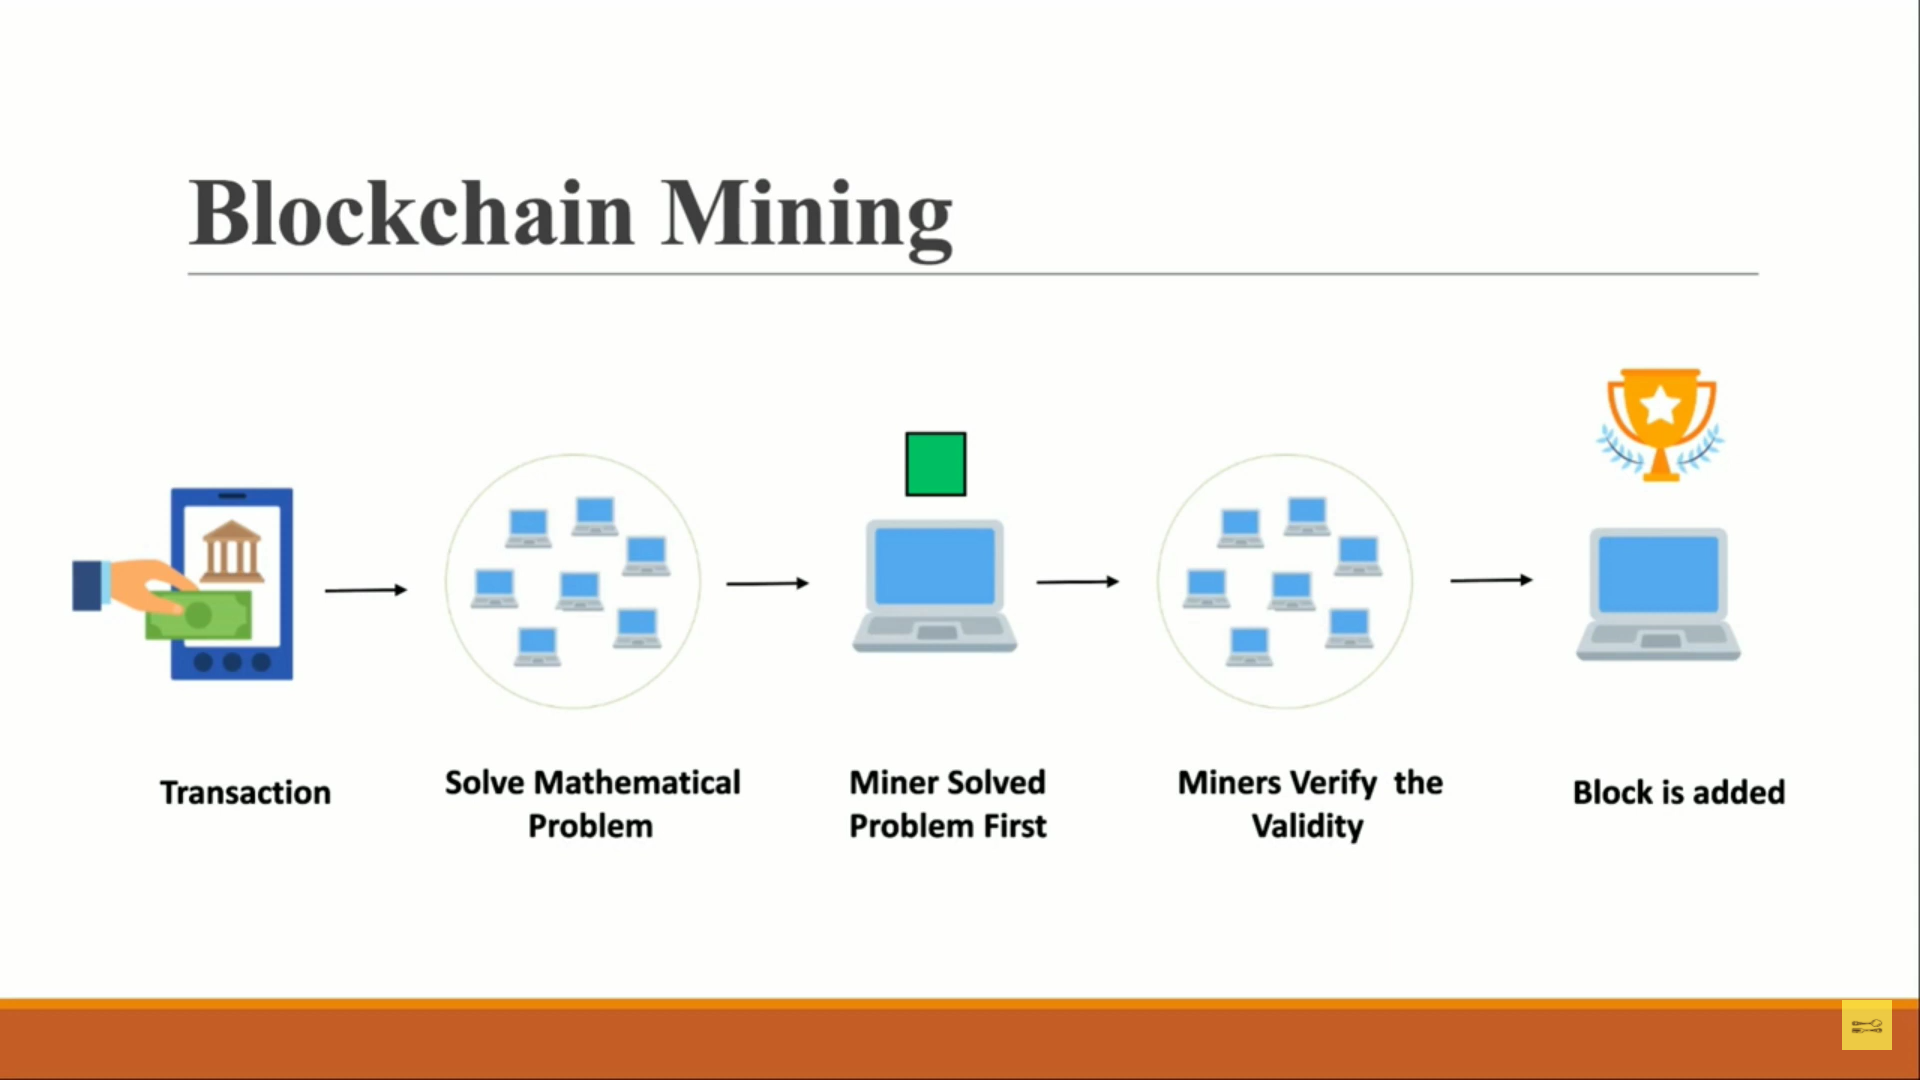 Blockchain Mining
Transaction
Solve Mathematical
Problem
Miner Solved
Problem First
Miners Verify the
Validity
Block is added